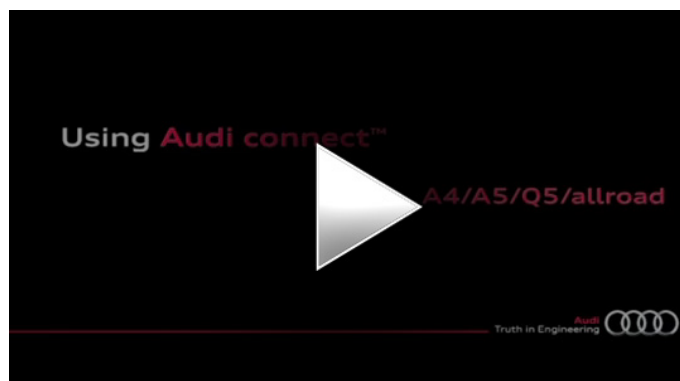 Using Audi connect™
A4/A5/Q5/allroad
Audi
Truth in Engineering